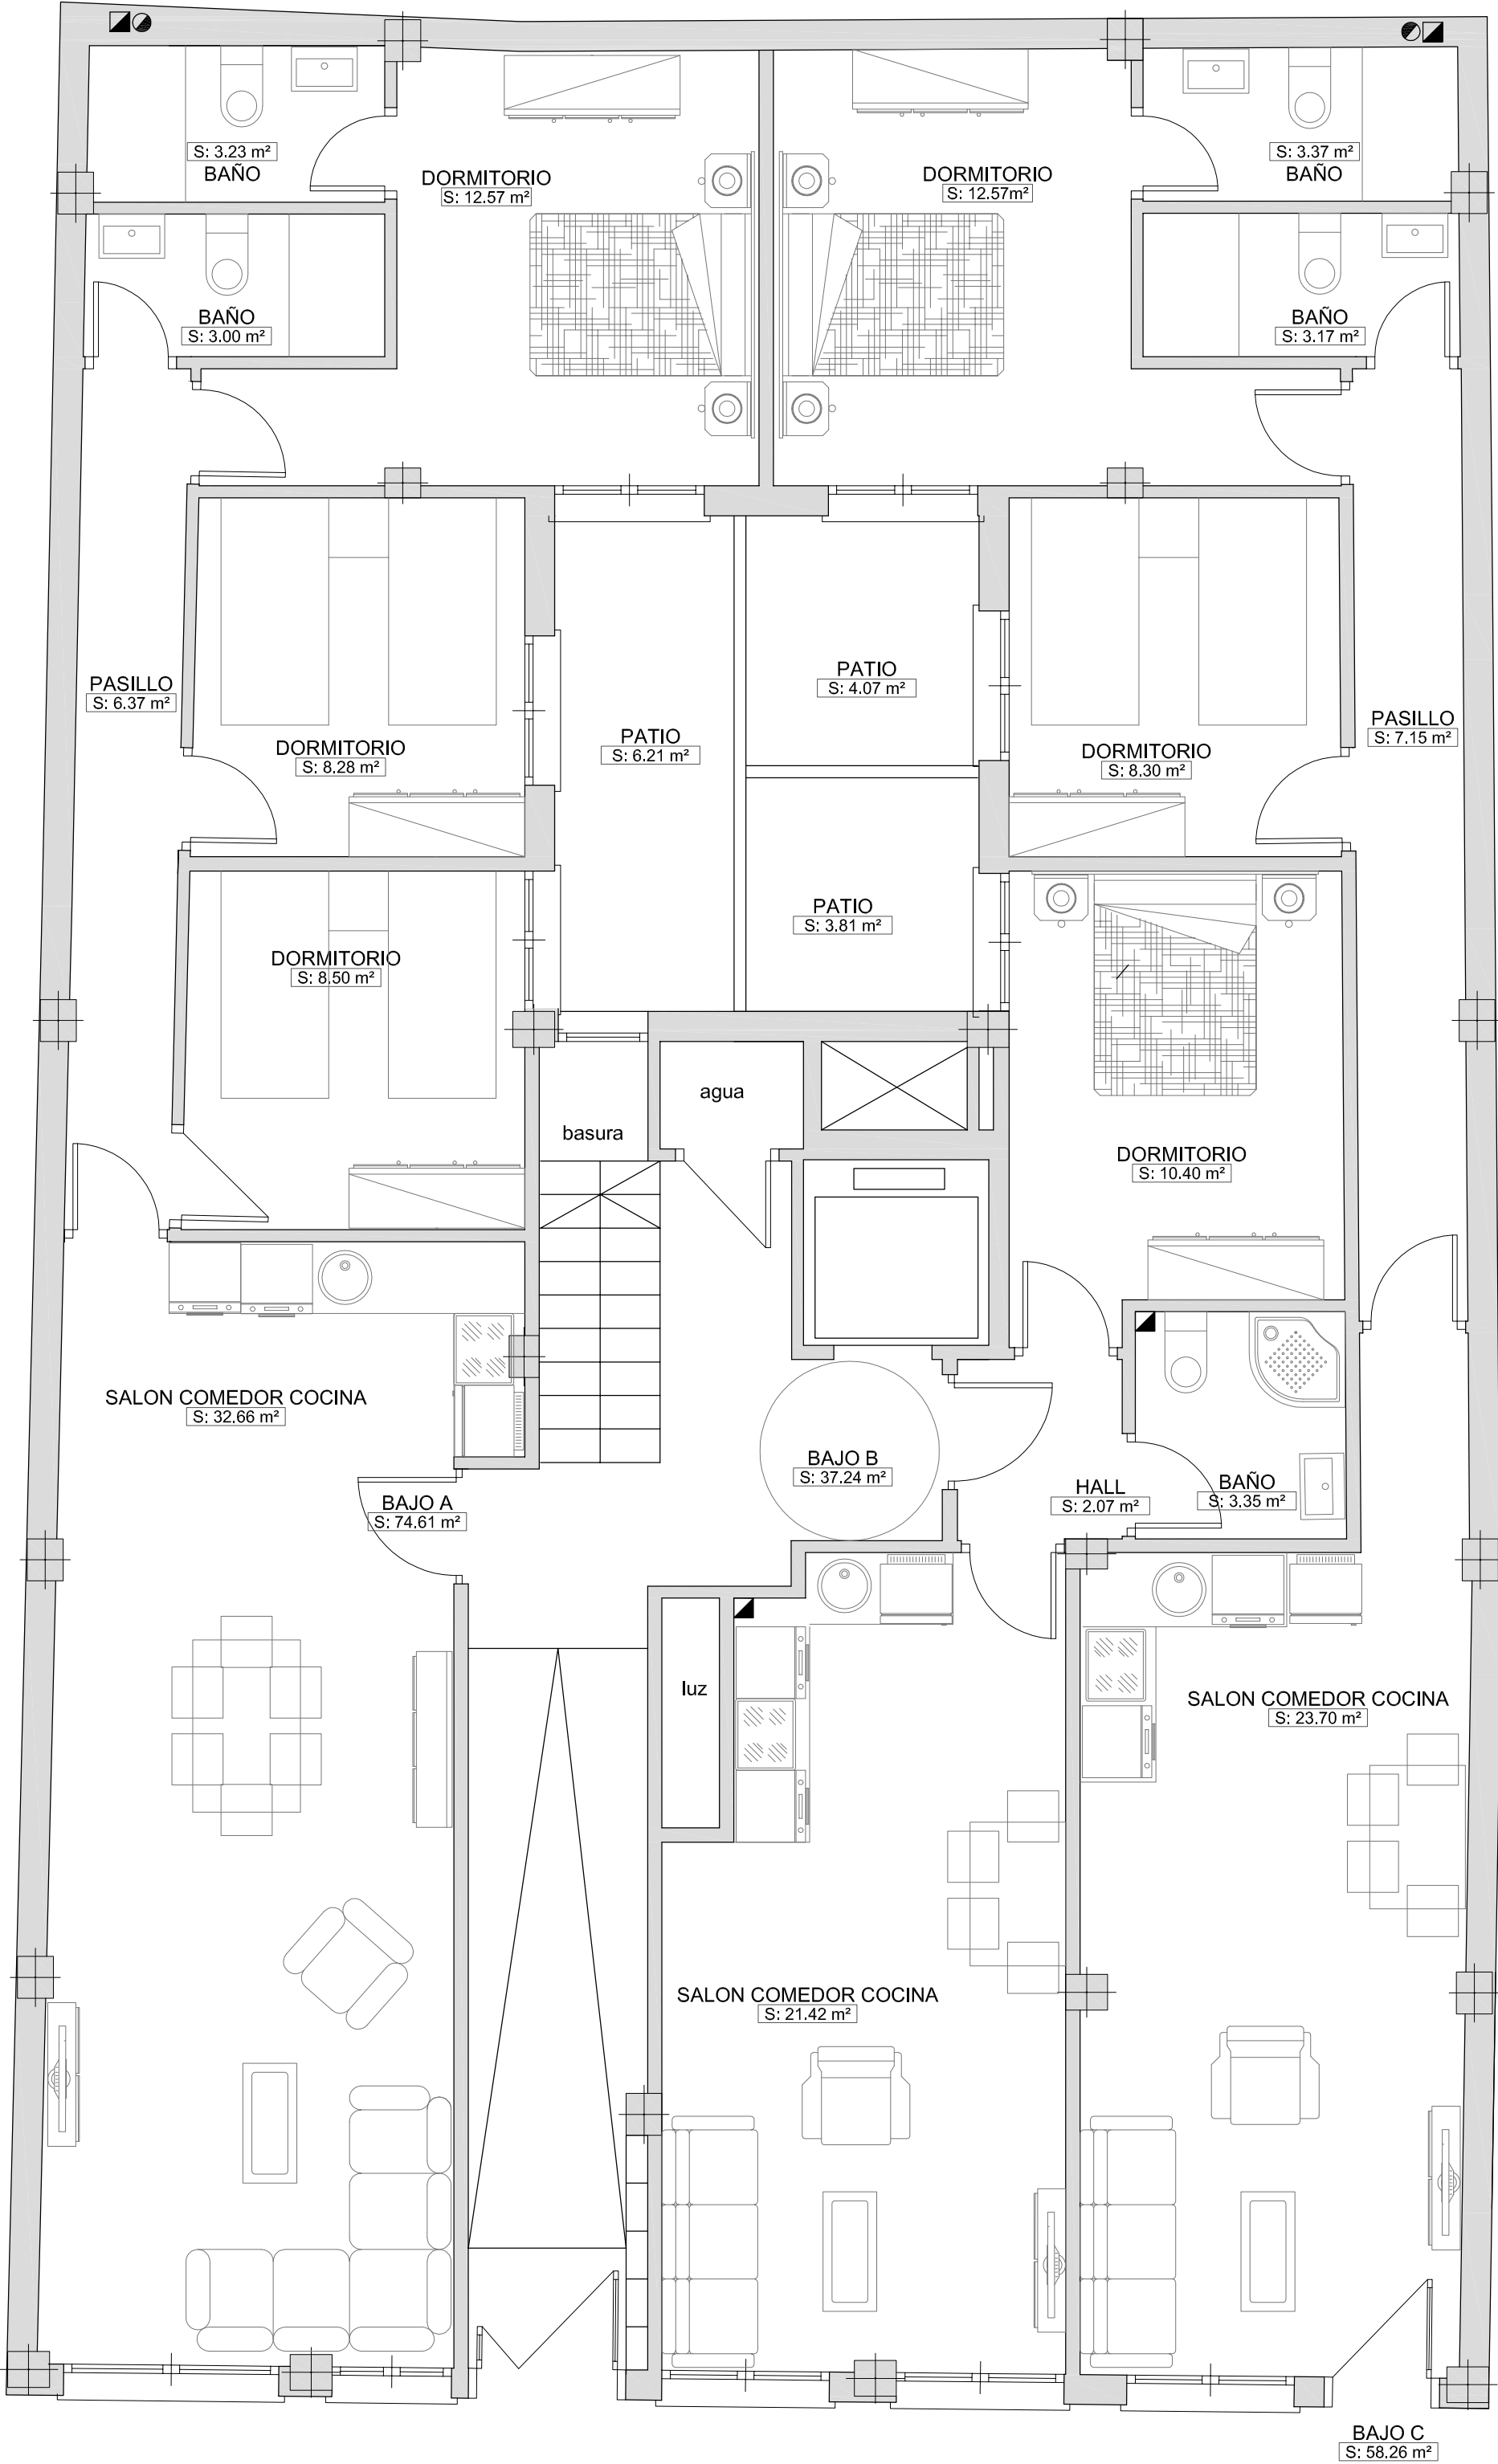 S: 3.23 m²
BAÑO
DORMITORIO
S: 12.57 m²
DORMITORIO
S: 12.57m²
S: 3.37 m²
BAÑO
BAÑO
S: 3.00 m²
BAÑO
S: 3.17 m²
PASILLO
S: 6.37 m²
DORMITORIO
S: 8.28 m²
PATIO
S: 6.21 m²
PATIO
S: 4.07 m²
DORMITORIO
S: 8.30 m²
PASILLO
S: 7.15 m²
DORMITORIO
S: 8.50 m²
PATIO
S: 3.81 m²
agua
basura
DORMITORIO
S: 10.40 m²
SALON COMEDOR COCINA
S: 32.66 m²
BAJO A
S: 74.61 m²
BAJO B
S: 37.24 m²
HALL
S: 2.07 m²
BAÑO
S: 3.35 m²
luz
SALON COMEDOR COCINA
S: 23.70 m²
SALON COMEDOR COCINA
S: 21.42 m²
BAJO C
S: 58.26 m²